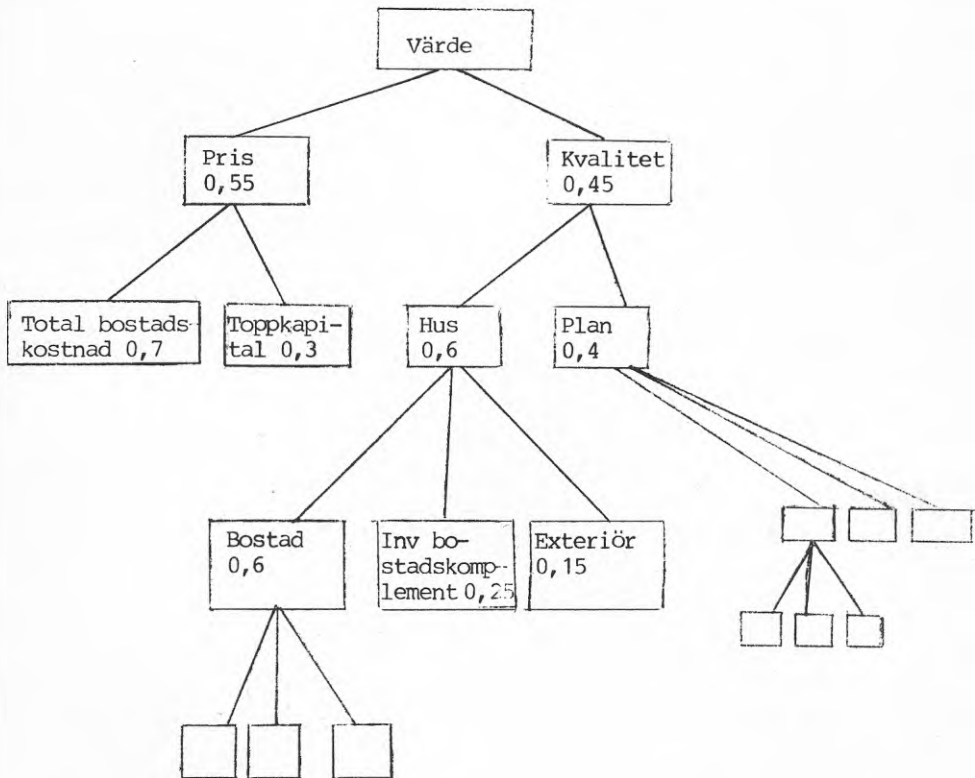 Värde
Pris
0,55
Kvalitet
0,45
Total bostads-
kostnad 0,7
Toppkapi-
tal 0,3
Hus
0,6
Plan
0,4
Bostad
0,6
Inv bo-
stadskomp-
lement 0,25
Exteriör
0,15